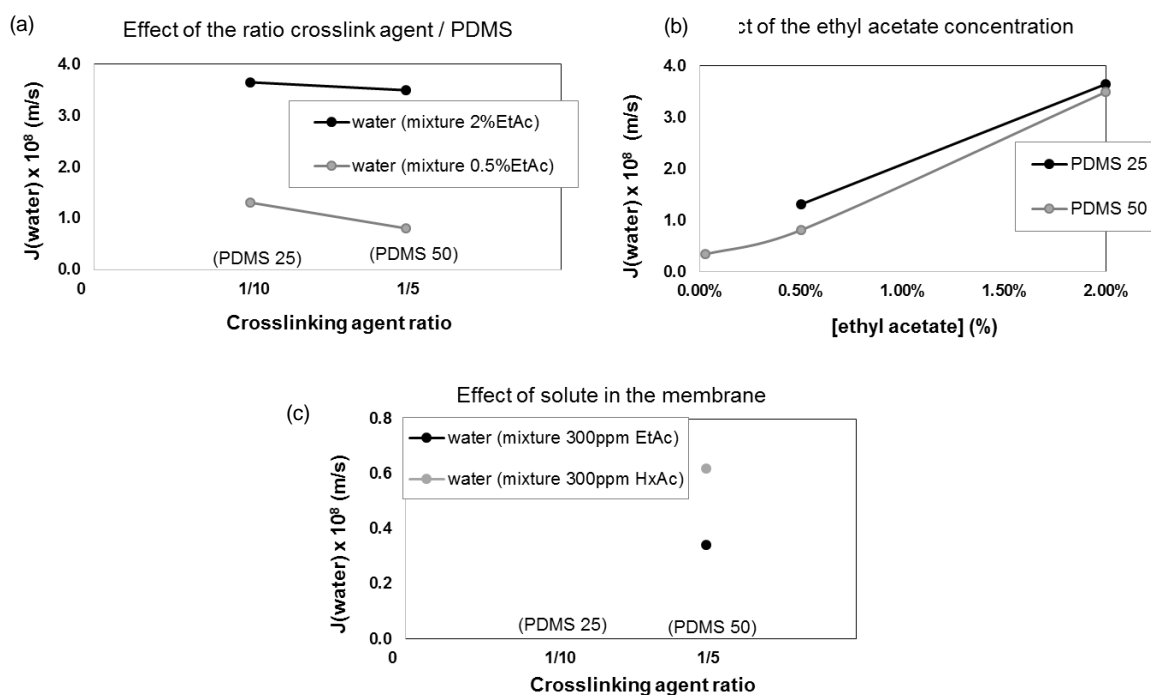 (a)
Effect of the ratio crosslink agent / PDMS
J(water) x 10⁸ (m/s)
4.0
3.0
2.0
1.0
0.0
water (mixture 2%EtAc)
water (mixture 0.5%EtAc)
(PDMS 25)
(PDMS 50)
0
1/10
1/5
Crosslinking agent ratio
(b)
ct of the ethyl acetate concentration
J(water) x 10⁸ (m/s)
4.0
3.0
2.0
1.0
0.0
PDMS 25
PDMS 50
0.00%
0.50%
1.00%
1.50%
2.00%
[ethyl acetate] (%)
(c)
Effect of solute in the membrane
J(water) x 10⁸ (m/s)
0.8
0.6
0.4
0.2
0.0
water (mixture 300ppm EtAc)
water (mixture 300ppm HxAc)
(PDMS 25)
(PDMS 50)
0
1/10
1/5
Crosslinking agent ratio